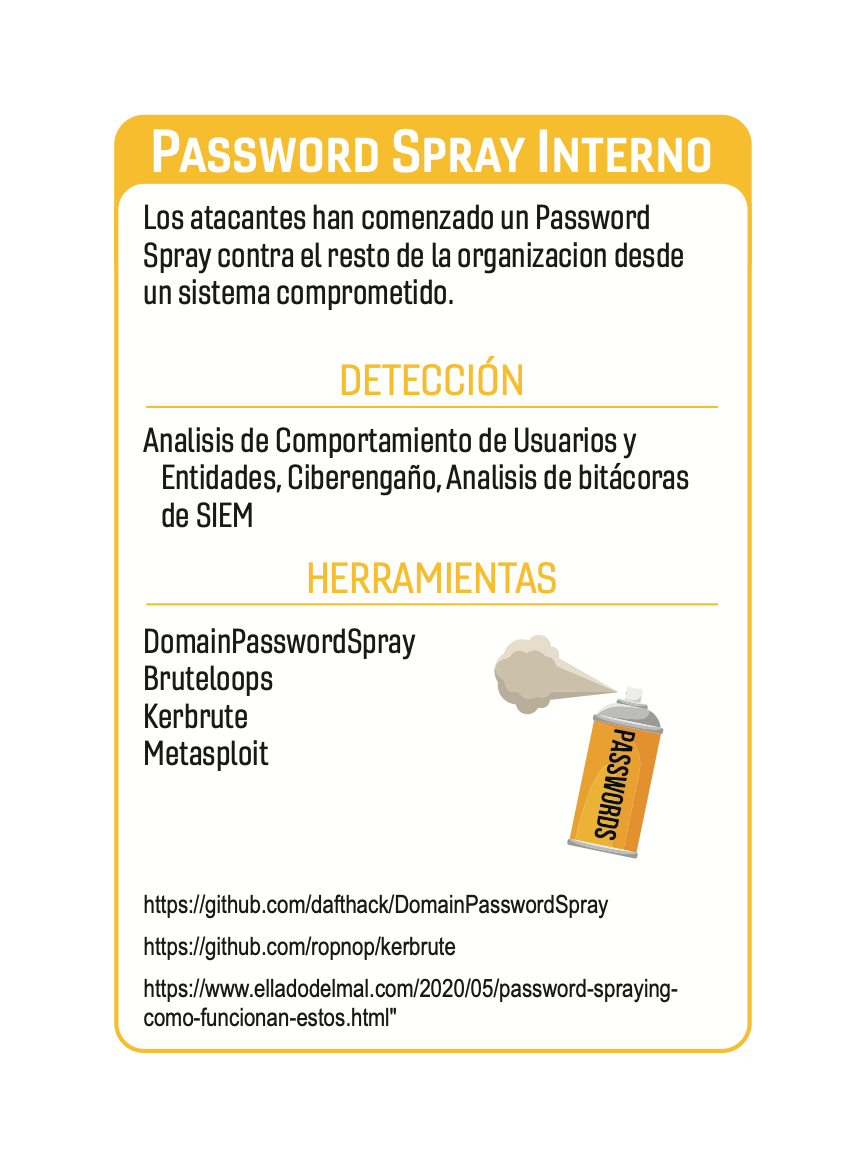 PASSWORD SPRAY INTERNO
Los atacantes han comenzado un Password
Spray contra el resto de la organizacion desde
un sistema comprometido.
DETECCIÓN
Analisis de Comportamiento de Usuarios y
Entidades, Ciberengaño, Analisis de bitácoras
de SIEM
HERRAMIENTAS
DomainPasswordSpray
Bruteloops
Kerbrute
Metasploit
PASSWORDS
https://github.com/dafthack/DomainPasswordSpray
https://github.com/ropnop/kerbrute
https://www.elladodelmal.com/2020/05/password-spraying-
como-funcionan-estos.html"